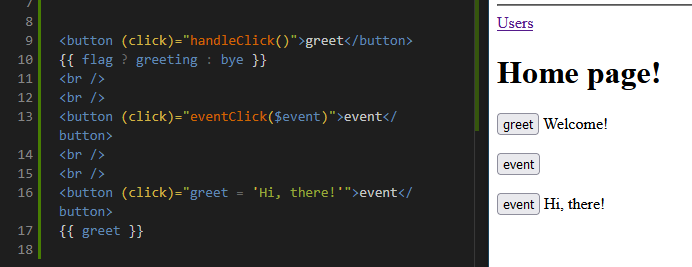 7
8
9 <button (click)="handleClick()">greet</button>
10 {{ flag ? greeting : bye }}
11 <br />
12 <br />
13 <button (click)="eventClick($event)">event</
button>
14 <br />
15 <br />
16 <button (click)="greet = 'Hi, there!'">event</
button>
17 {{ greet }}
18
Users
Home page!
greet Welcome!
event
event Hi, there!